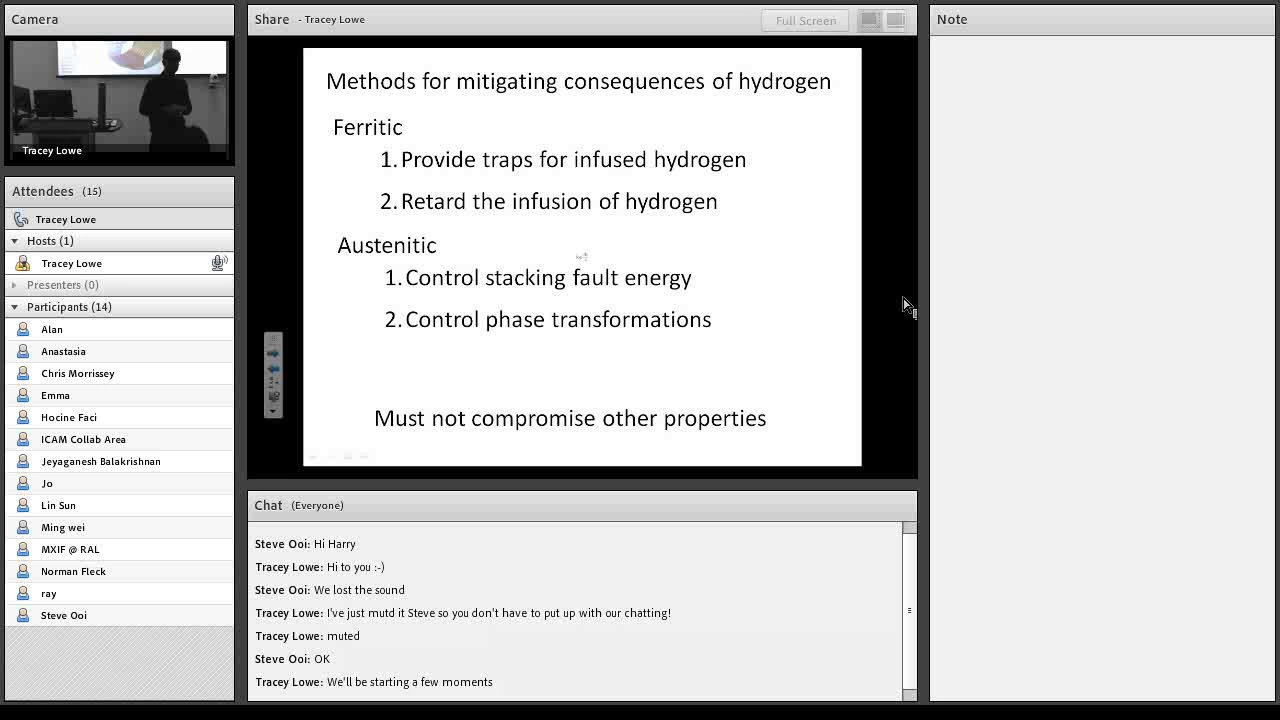 Camera
Tracey Lowe
Attendees (15)
Tracey Lowe
Hosts (1)
Tracey Lowe
Presenters (0)
Participants (14)
Alan
Anastasia
Chris Morrissey
Emma
Hocine Faci
ICAM Collab Area
Jeyaganesh Balakrishnan
Jo
Lin Sun
Ming wei
MXIF @ RAL
Norman Fleck
ray
Steve Ooi
Share - Tracey Lowe
Full Screen
Methods for mitigating consequences of hydrogen
Ferritic
1. Provide traps for infused hydrogen
2. Retard the infusion of hydrogen
Austenitic
1. Control stacking fault energy
2. Control phase transformations
Must not compromise other properties
Chat (Everyone)
Steve Ooi: Hi Harry
Tracey Lowe: Hi to you :-)
Steve Ooi: We lost the sound
Tracey Lowe: I've just mutd it Steve so you don't have to put up with our chatting!
Tracey Lowe: muted
Steve Ooi: OK
Tracey Lowe: We'll be starting a few moments
Note